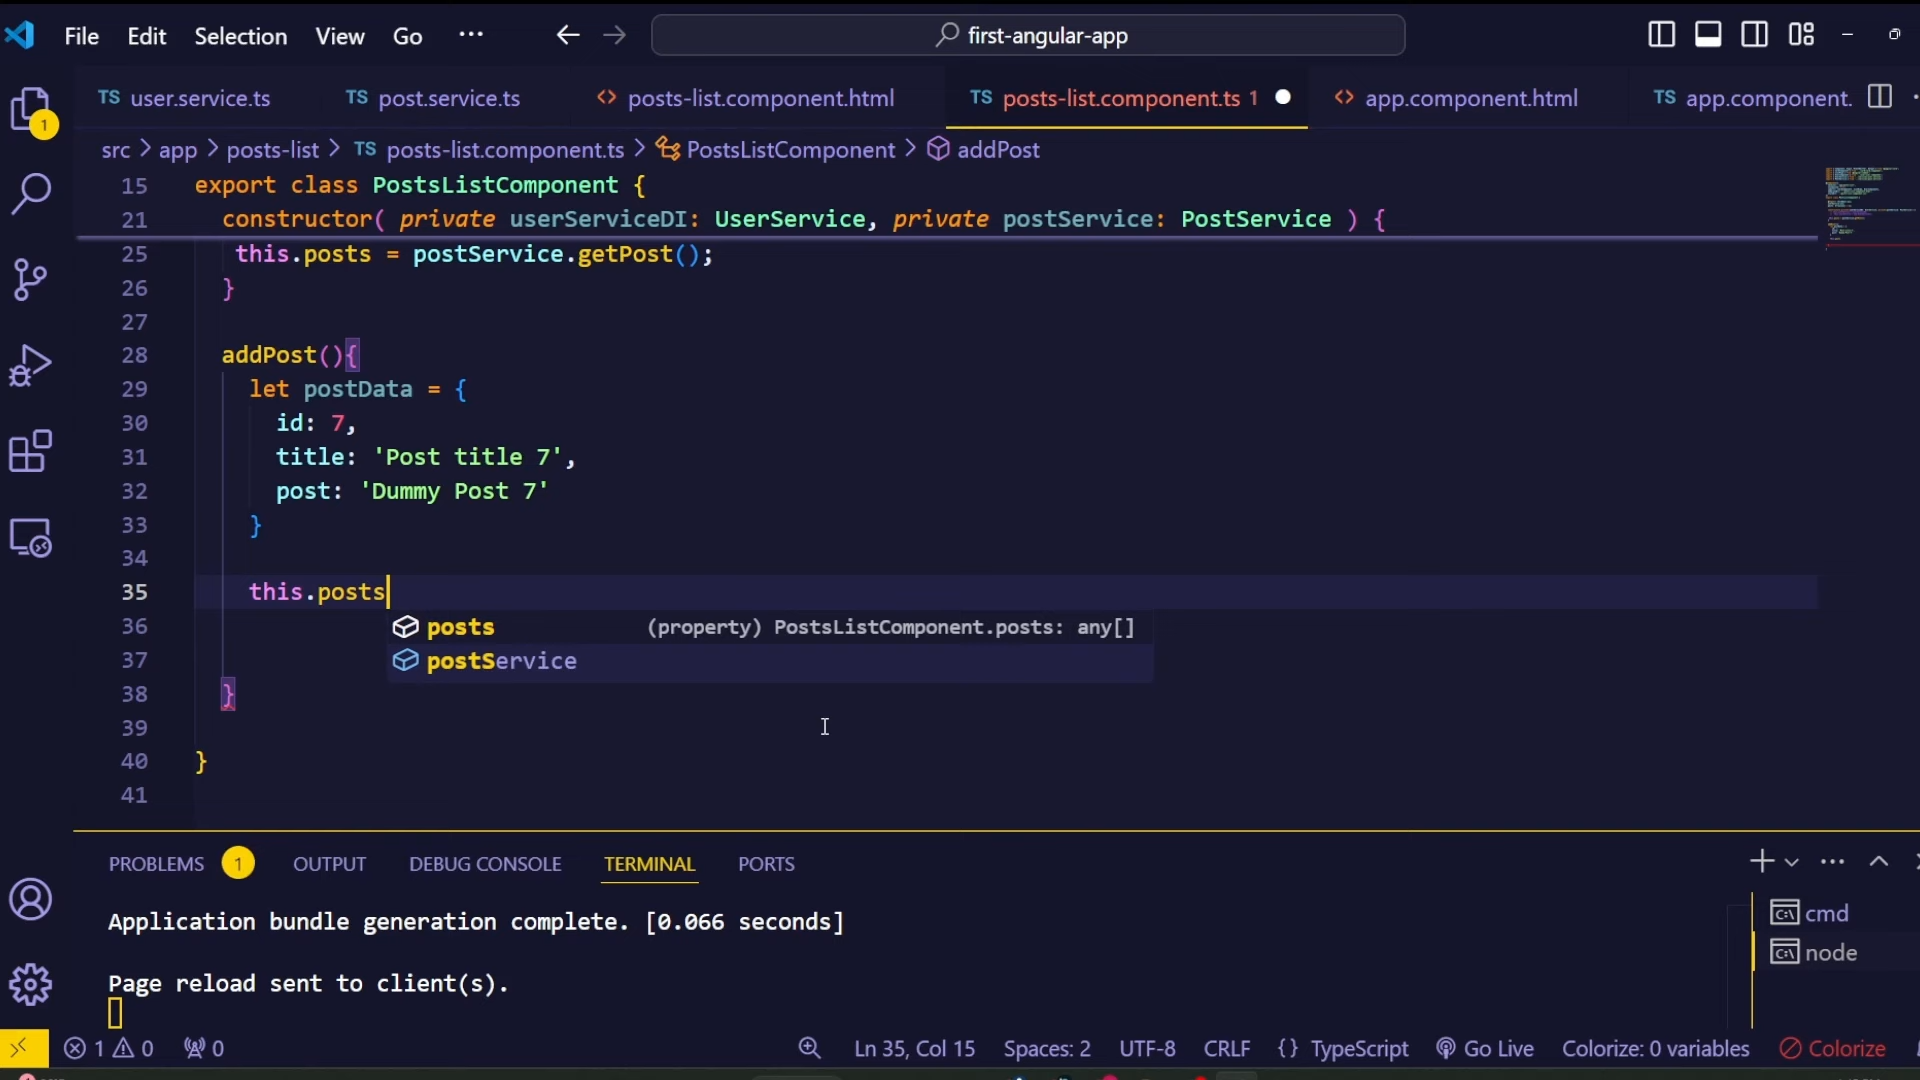 File Edit Selection View Go ··· first-angular-app
TS user.service.ts TS post.service.ts <> posts-list.component.html TS posts-list.component.ts 1 <> app.component.html TS app.component.
1
src > app > posts-list > TS posts-list.component.ts > PostsListComponent > addPost
15 export class PostsListComponent {
21 constructor( private userServiceDI: UserService, private postService: PostService ) {
25 this.posts = postService.getPost();
26 }
27
28 addPost(){
29 let postData = {
30 id: 7,
31 title: 'Post title 7',
32 post: 'Dummy Post 7'
33 }
34
35 this.posts
36 posts (property) PostsListComponent.posts: any[]
37 postService
38 }
39
40 }
41
PROBLEMS 1 OUTPUT DEBUG CONSOLE TERMINAL PORTS
Application bundle generation complete. [0.066 seconds]
cmd
node
Page reload sent to client(s).
1 0 0 Ln 35, Col 15 Spaces: 2 UTF-8 CRLF {} TypeScript Go Live Colorize: 0 variables Colorize